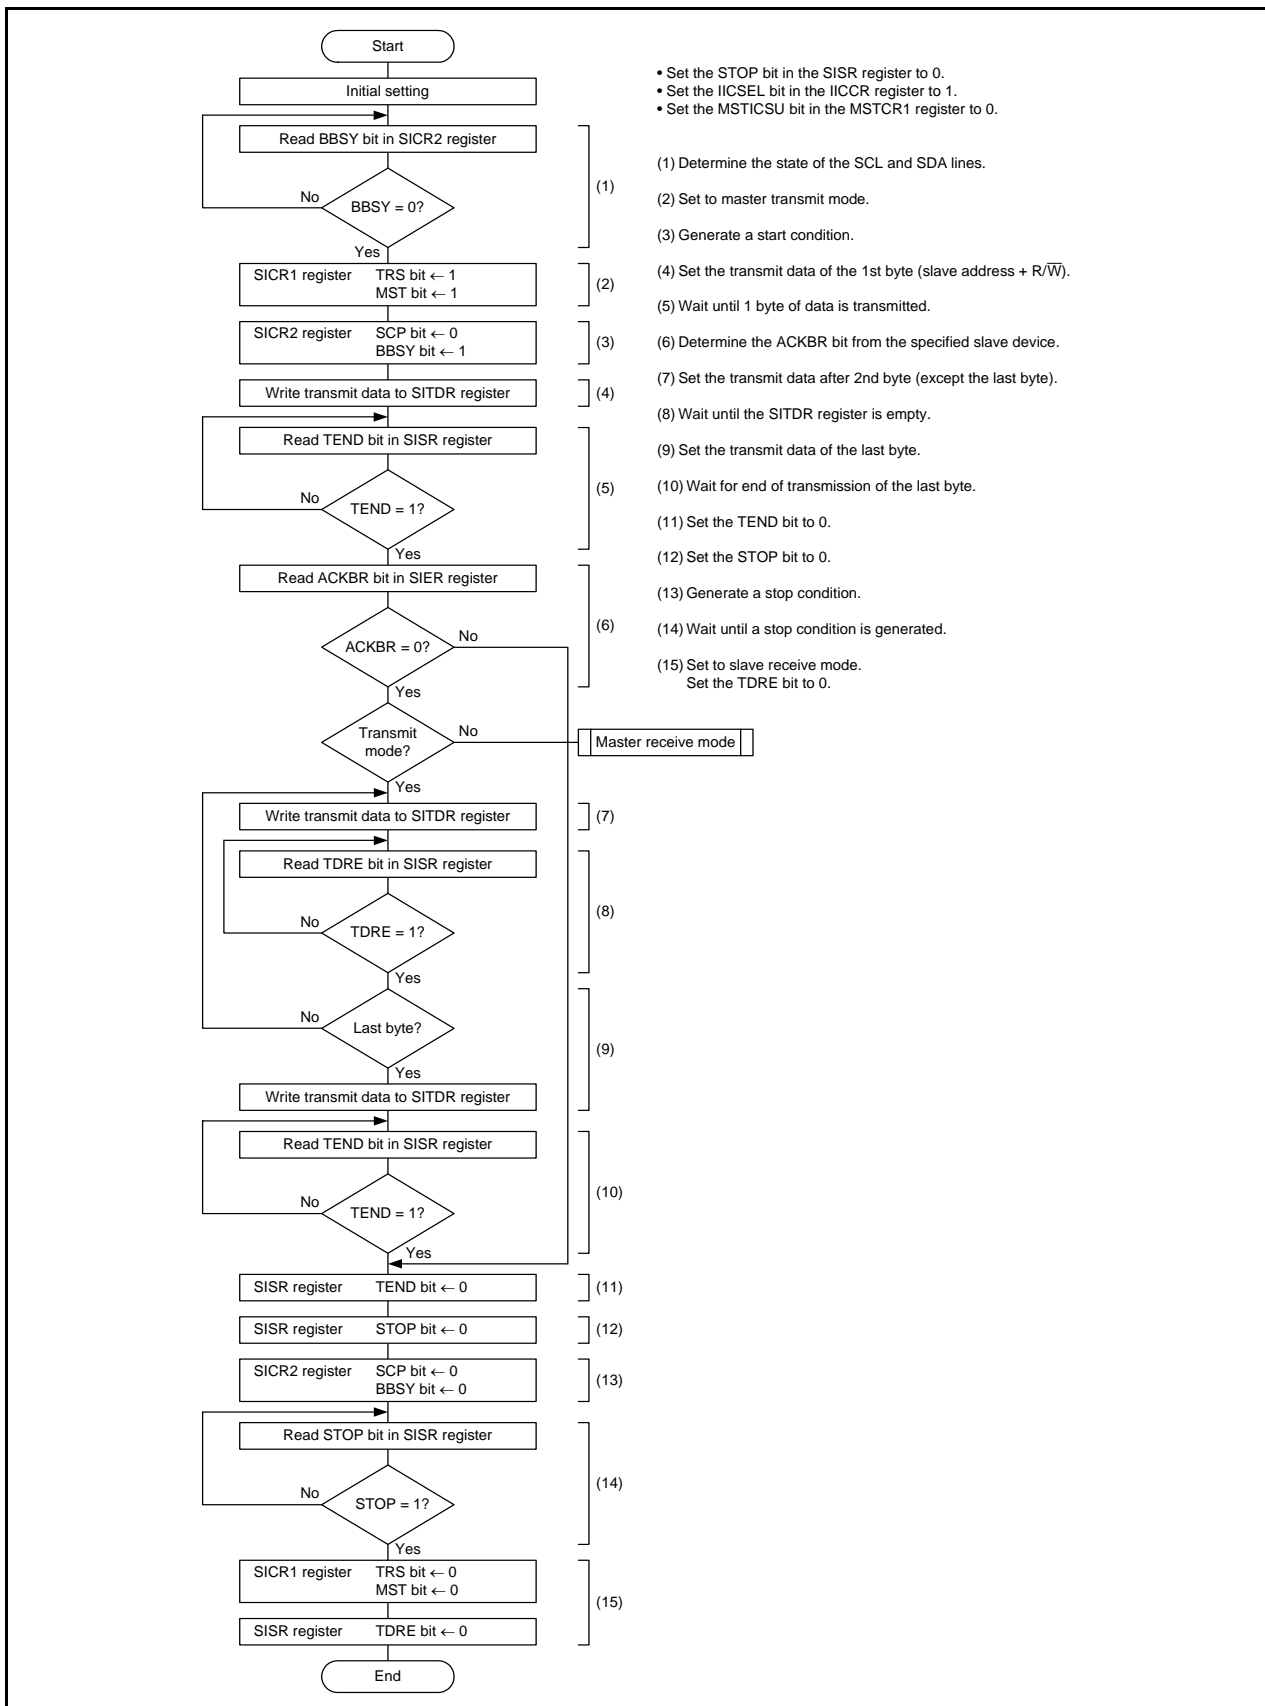 Start
Initial setting
• Set the STOP bit in the SISR register to 0.
• Set the IICSEL bit in the IICCR register to 1.
• Set the MSTICSU bit in the MSTCR1 register to 0.
Read BBSY bit in SICR2 register
BBSY = 0?
No
Yes
(1)
SICR1 register TRS bit ← 1
MST bit ← 1
(2)
SICR2 register SCP bit ← 0
BBSY bit ← 1
(3)
Write transmit data to SITDR register
(4)
Read TEND bit in SISR register
TEND = 1?
No
Yes
(5)
Read ACKBR bit in SIER register
ACKBR = 0?
No
Yes
(6)
Transmit
mode?
No
Yes
Master receive mode
Write transmit data to SITDR register
(7)
Read TDRE bit in SISR register
TDRE = 1?
No
Yes
(8)
Last byte?
No
Yes
Write transmit data to SITDR register
(9)
Read TEND bit in SISR register
TEND = 1?
No
Yes
(10)
SISR register TEND bit ← 0
(11)
SISR register STOP bit ← 0
(12)
SICR2 register SCP bit ← 0
BBSY bit ← 0
(13)
Read STOP bit in SISR register
STOP = 1?
No
Yes
(14)
SICR1 register TRS bit ← 0
MST bit ← 0
SISR register TDRE bit ← 0
(15)
End
(1) Determine the state of the SCL and SDA lines.
(2) Set to master transmit mode.
(3) Generate a start condition.
(4) Set the transmit data of the 1st byte (slave address + R/W̅).
(5) Wait until 1 byte of data is transmitted.
(6) Determine the ACKBR bit from the specified slave device.
(7) Set the transmit data after 2nd byte (except the last byte).
(8) Wait until the SITDR register is empty.
(9) Set the transmit data of the last byte.
(10) Wait for end of transmission of the last byte.
(11) Set the TEND bit to 0.
(12) Set the STOP bit to 0.
(13) Generate a stop condition.
(14) Wait until a stop condition is generated.
(15) Set to slave receive mode.
Set the TDRE bit to 0.